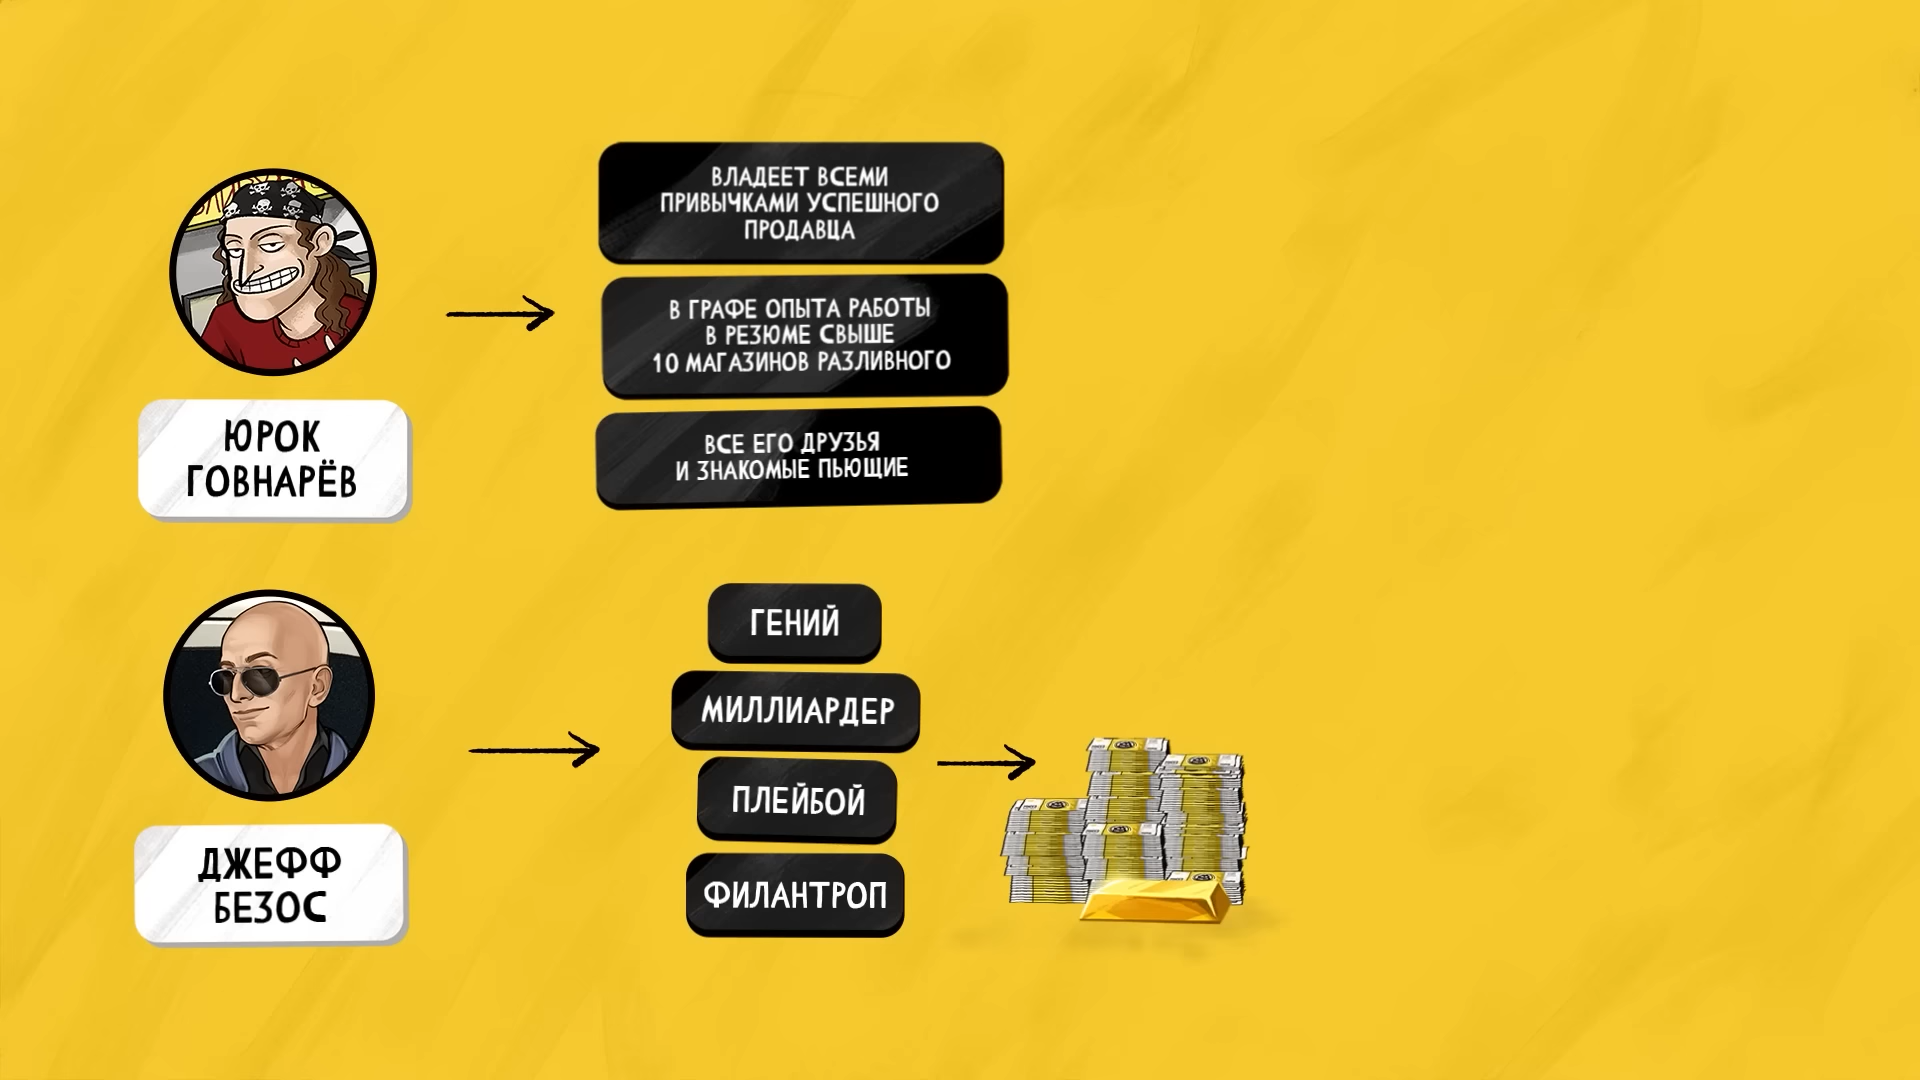 ВЛАДЕЕТ ВСЕМИ
ПРИВЫЧКАМИ УСПЕШНОГО
ПРОДАВЦА
В ГРАФЕ ОПЫТА РАБОТЫ
В РЕЗЮМЕ СВЫШЕ
10 МАГАЗИНОВ РАЗЛИВНОГО
ВСЕ ЕГО ДРУЗЬЯ
И ЗНАКОМЫЕ ПЬЮЩИЕ
ЮРОК
ГОВНАРЁВ
ГЕНИЙ
МИЛЛИАРДЕР
ПЛЕЙБОЙ
ФИЛАНТРОП
ДЖЕФФ
БЕЗОС